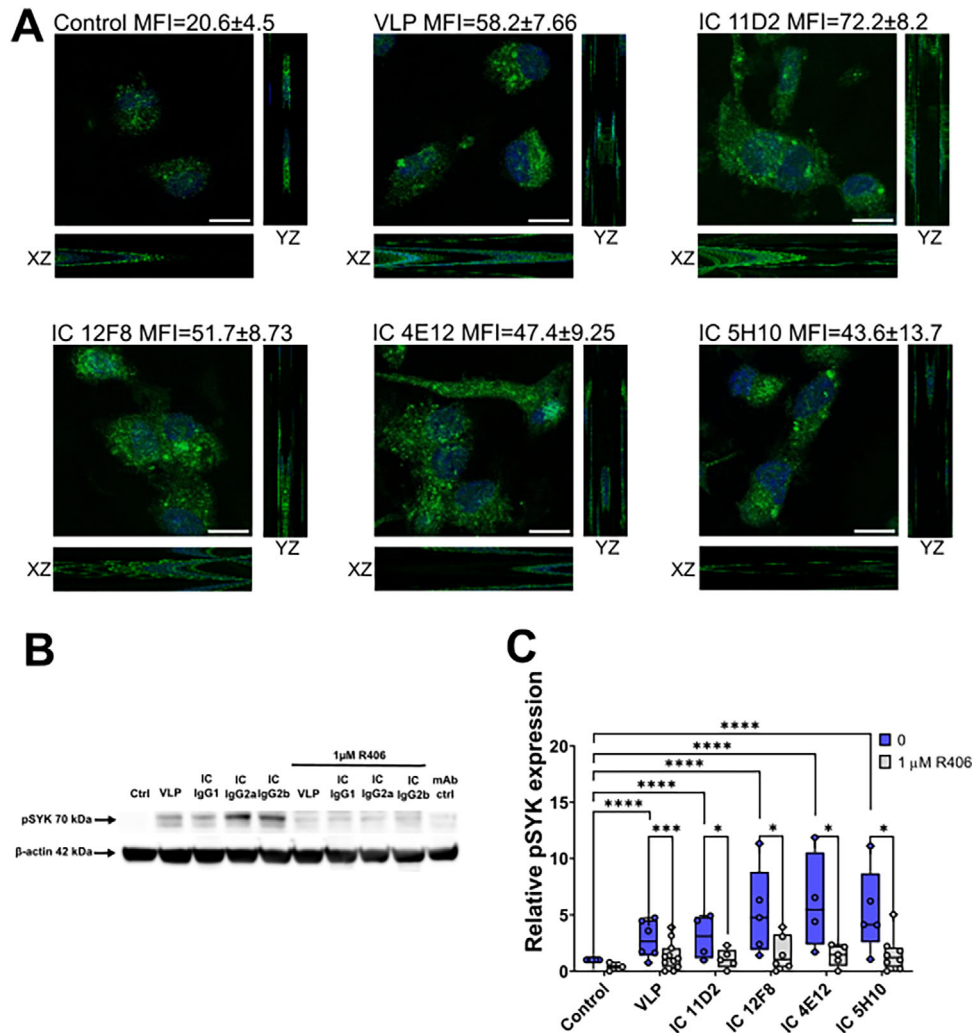 A
Control MFI=20.6±4.5
VLP MFI=58.2±7.66
IC 11D2 MFI=72.2±8.2
YZ
YZ
YZ
XZ
XZ
XZ
IC 12F8 MFI=51.7±8.73
IC 4E12 MFI=47.4±9.25
IC 5H10 MFI=43.6±13.7
YZ
YZ
YZ
XZ
XZ
XZ
B
1μM R406
Ctrl VLP IC IgG1 IC IgG2a IC IgG2b VLP IC IgG1 IC IgG2a IC IgG2b mAb ctrl
pSYK 70 kDa
β-actin 42 kDa
C
Relative pSYK expression
0
1 μM R406
****
****
****
****
****
*** * * * *
20
15
10
5
0
Control VLP IC 11D2 IC 12F8 IC 4E12 IC 5H10